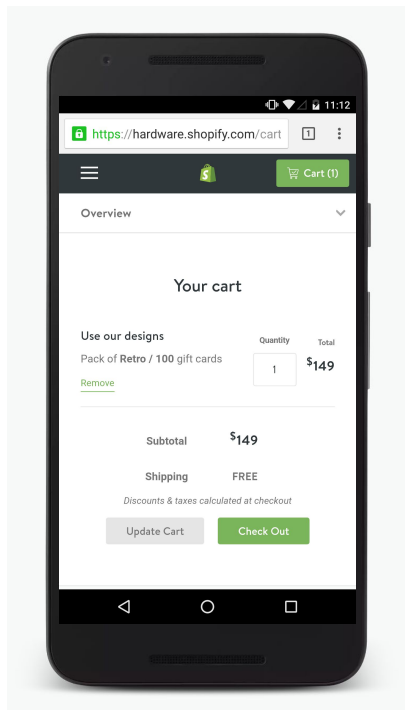 11:12
https://hardware.shopify.com/cart
1
Cart (1)
Overview
Your cart
Use our designs
Quantity
Total
Pack of Retro / 100 gift cards
1
$149
Remove
Subtotal
$149
Shipping
FREE
Discounts & taxes calculated at checkout
Update Cart
Check Out